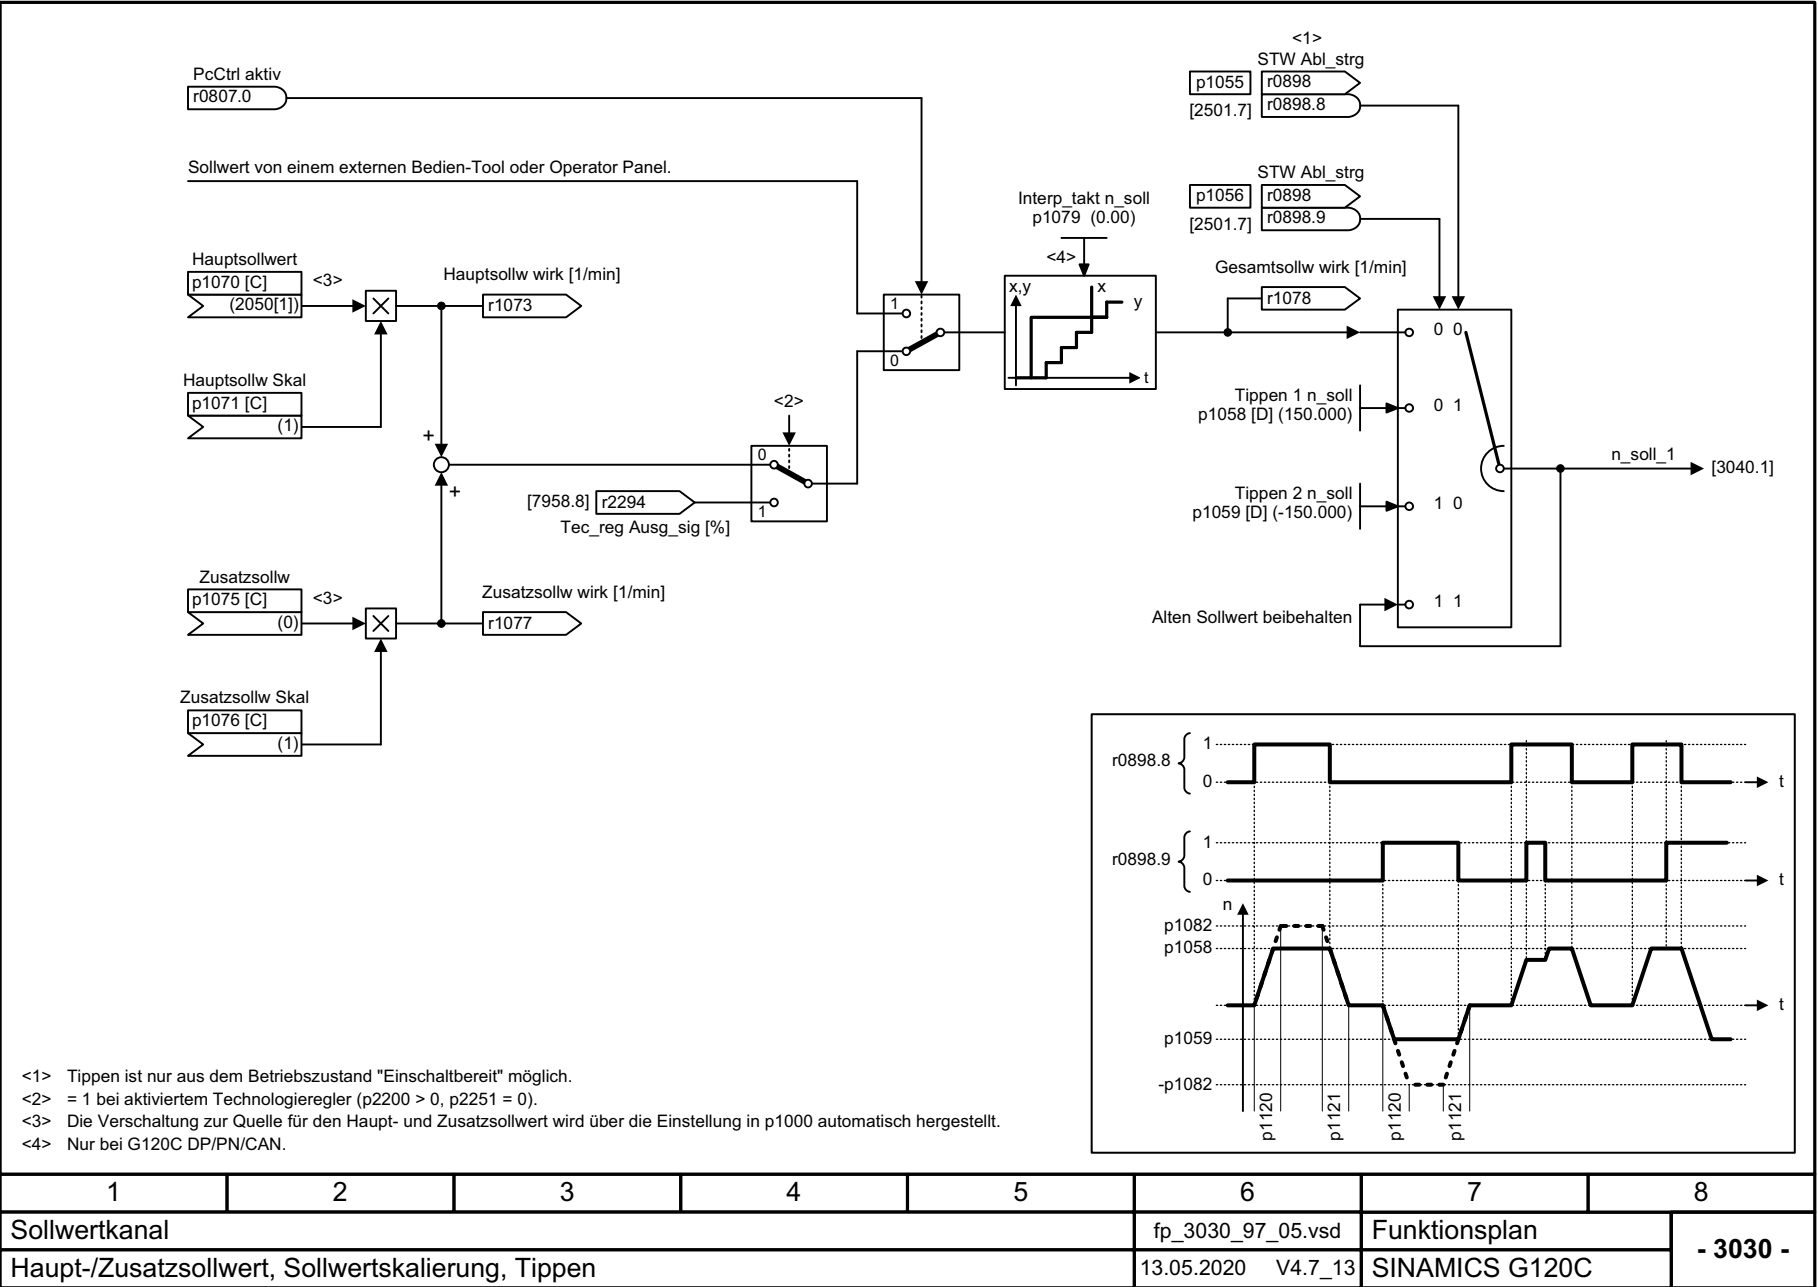 <1>
STW Abl_strg
PcCtrl aktiv
r0807.0
p1055 r0898
[2501.7] r0898.8
Sollwert von einem externen Bedien-Tool oder Operator Panel.
STW Abl_strg
p1056 r0898
[2501.7] r0898.9
Interp_takt n_soll
p1079 (0.00)
<4>
Hauptsollwert
p1070 [C] <3>
(2050[1])
Hauptsollw wirk [1/min]
r1073
Gesamtsollw wirk [1/min]
r1078
x,y x y t
1
0
0 0
Hauptsollw Skal
p1071 [C]
(1)
<2>
Tippen 1 n_soll
p1058 [D] (150.000)
0 1
+
+
0
1
[7958.8] r2294
Tec_reg Ausg_sig [%]
n_soll_1 [3040.1]
Tippen 2 n_soll
p1059 [D] (-150.000)
1 0
Zusatzsollw
p1075 [C] <3>
(0)
Zusatzsollw wirk [1/min]
r1077
1 1
Alten Sollwert beibehalten
Zusatzsollw Skal
p1076 [C]
(1)
r0898.8 1
0 t
r0898.9 1
0 t
n
p1082
p1058
t
p1059
-p1082
p1120 p1121 p1120 p1121
<1> Tippen ist nur aus dem Betriebszustand "Einschaltbereit" möglich.
<2> = 1 bei aktiviertem Technologieregler (p2200 > 0, p2251 = 0).
<3> Die Verschaltung zur Quelle für den Haupt- und Zusatzsollwert wird über die Einstellung in p1000 automatisch hergestellt.
<4> Nur bei G120C DP/PN/CAN.
1 2 3 4 5 6 7 8
Sollwertkanal fp_3030_97_05.vsd Funktionsplan - 3030 -
Haupt-/Zusatzsollwert, Sollwertskalierung, Tippen 13.05.2020 V4.7_13 SINAMICS G120C